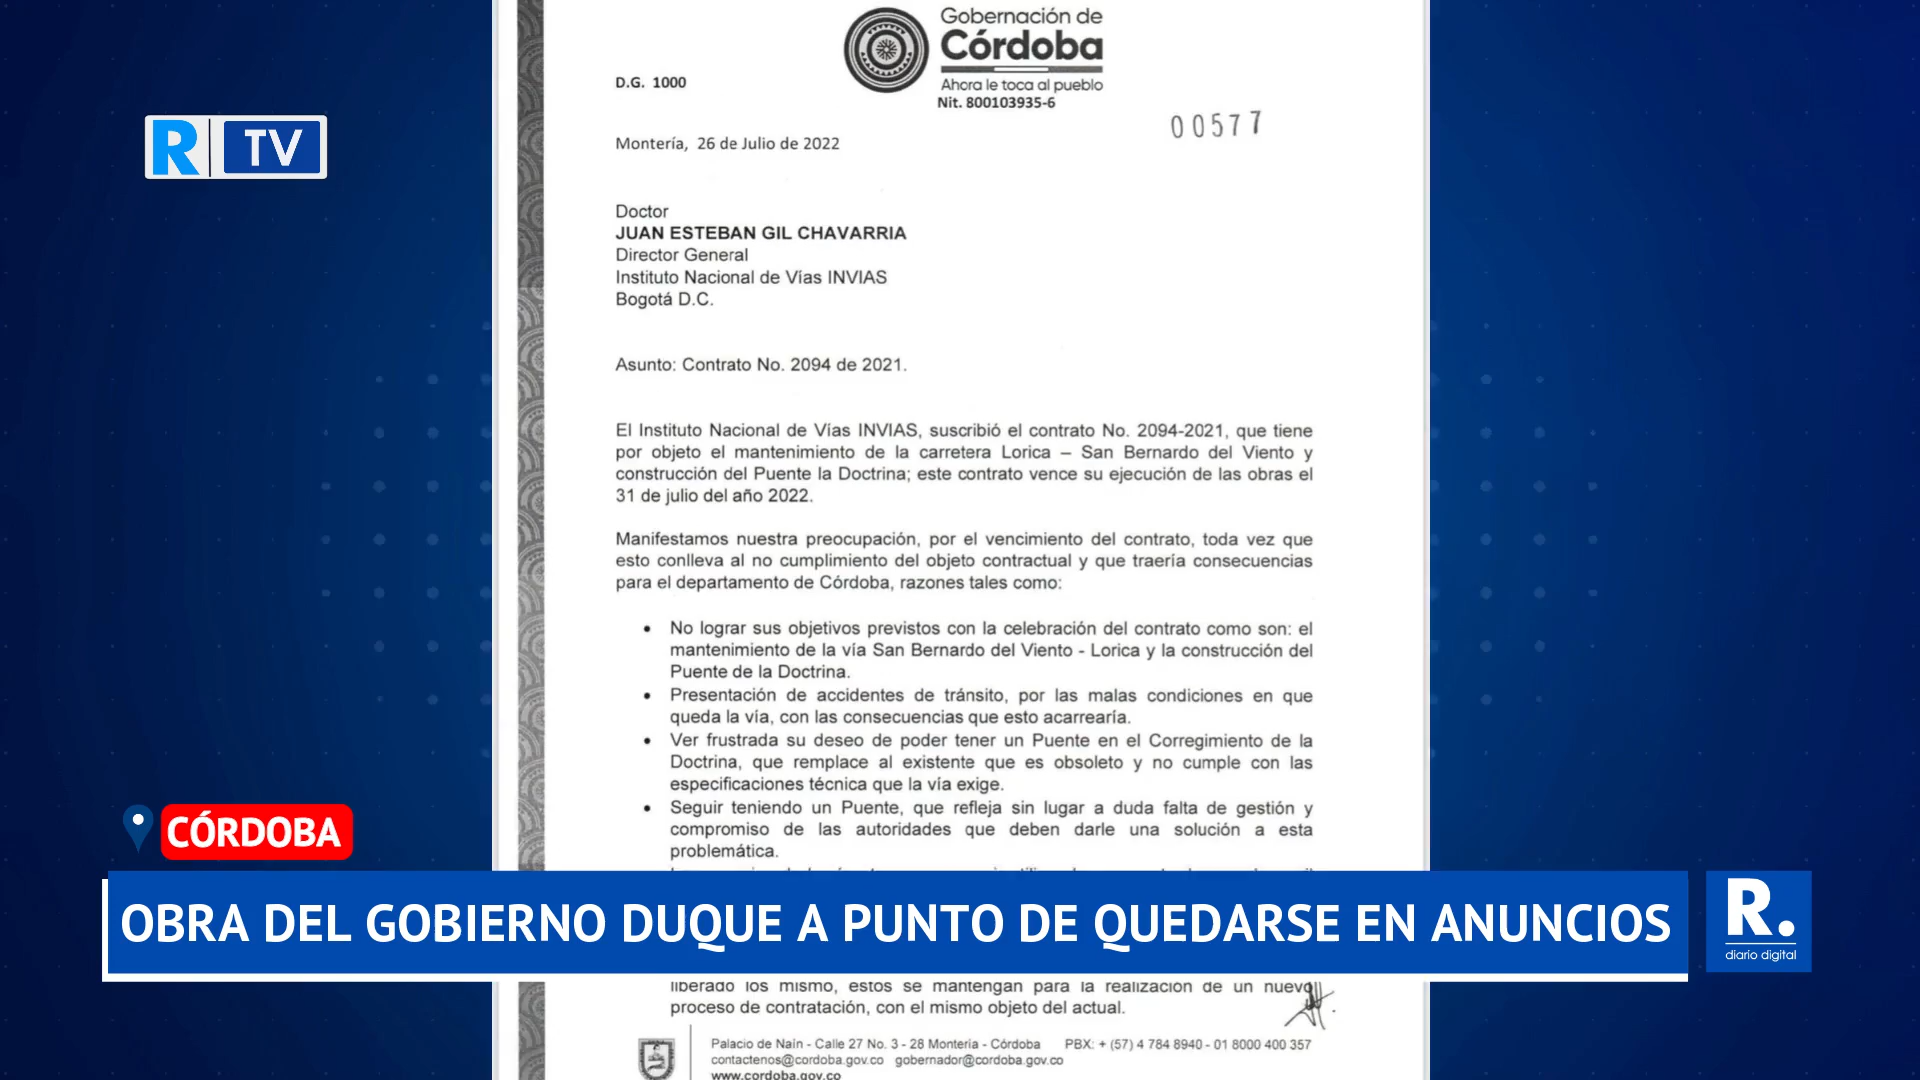 Gobernación de
Córdoba
Ahora le toca al pueblo
Nit. 800103935-6
D.G. 1000
00577
R TV
Montería, 26 de Julio de 2022
Doctor
JUAN ESTEBAN GIL CHAVARRIA
Director General
Instituto Nacional de Vías INVIAS
Bogotá D.C.
Asunto: Contrato No. 2094 de 2021.
El Instituto Nacional de Vías INVIAS, suscribió el contrato No. 2094-2021, que tiene
por objeto el mantenimiento de la carretera Lorica – San Bernardo del Viento y
construcción del Puente la Doctrina; este contrato vence su ejecución de las obras el
31 de julio del año 2022.
Manifestamos nuestra preocupación, por el vencimiento del contrato, toda vez que
esto conlleva al no cumplimiento del objeto contractual y que traería consecuencias
para el departamento de Córdoba, razones tales como:
• No lograr sus objetivos previstos con la celebración del contrato como son: el
mantenimiento de la vía San Bernardo del Viento - Lorica y la construcción del
Puente de la Doctrina.
• Presentación de accidentes de tránsito, por las malas condiciones en que
queda la vía, con las consecuencias que esto acarrearía.
• Ver frustrada su deseo de poder tener un Puente en el Corregimiento de la
Doctrina, que remplace al existente que es obsoleto y no cumple con las
especificaciones técnica que la vía exige.
• Seguir teniendo un Puente, que refleja sin lugar a duda falta de gestión y
compromiso de las autoridades que deben darle una solución a esta
problemática.
CÓRDOBA
OBRA DEL GOBIERNO DUQUE A PUNTO DE QUEDARSE EN ANUNCIOS
R.
diario digital
liberado los mismo, estos se mantengan para la realización de un nuevo
proceso de contratación, con el mismo objeto del actual.
Palacio de Naín - Calle 27 No. 3 - 28 Montería - Córdoba PBX: + (57) 4 784 8940 - 01 8000 400 357
contactenos@cordoba.gov.co gobernador@cordoba.gov.co
www.cordoba.gov.co